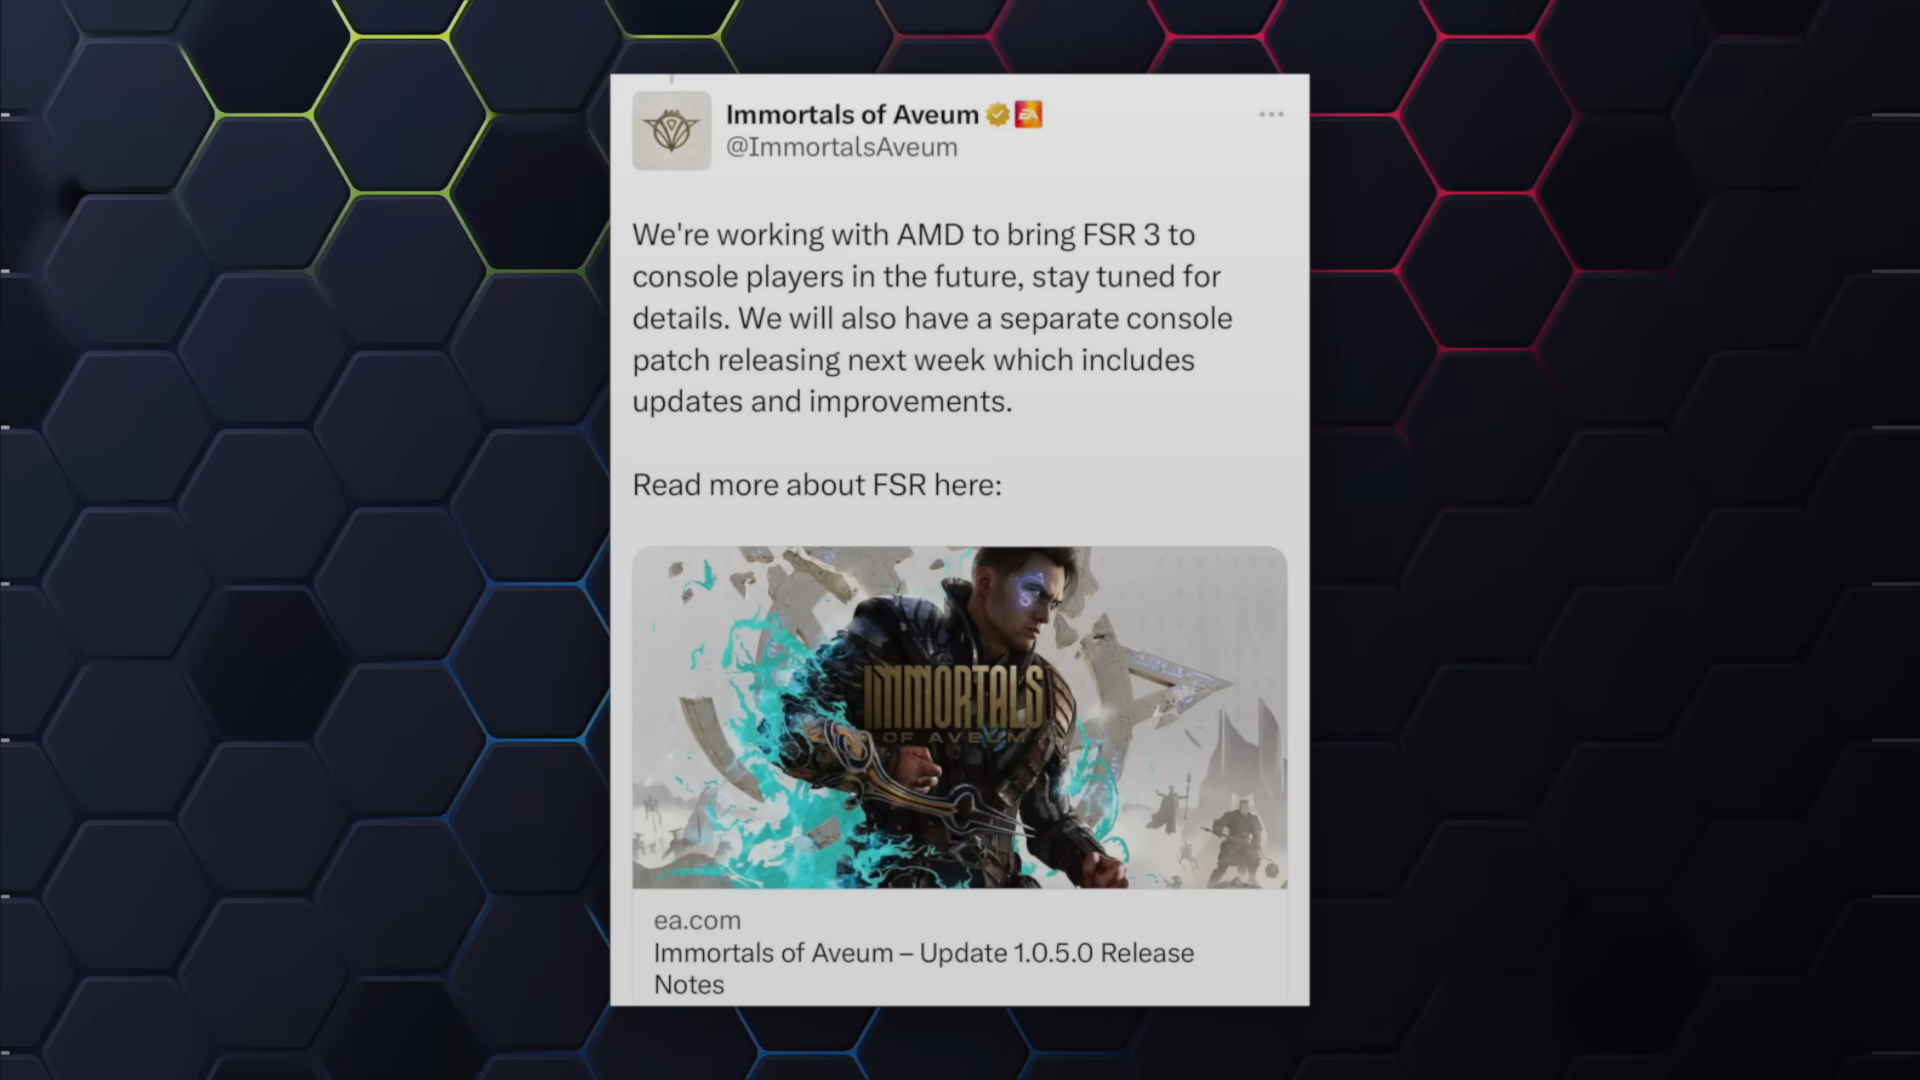 Immortals of Aveum
@ImmortalsAveum
We're working with AMD to bring FSR 3 to
console players in the future, stay tuned for
details. We will also have a separate console
patch releasing next week which includes
updates and improvements.
Read more about FSR here:
IMMORTALS
OF AVEUM
ea.com
Immortals of Aveum – Update 1.0.5.0 Release
Notes